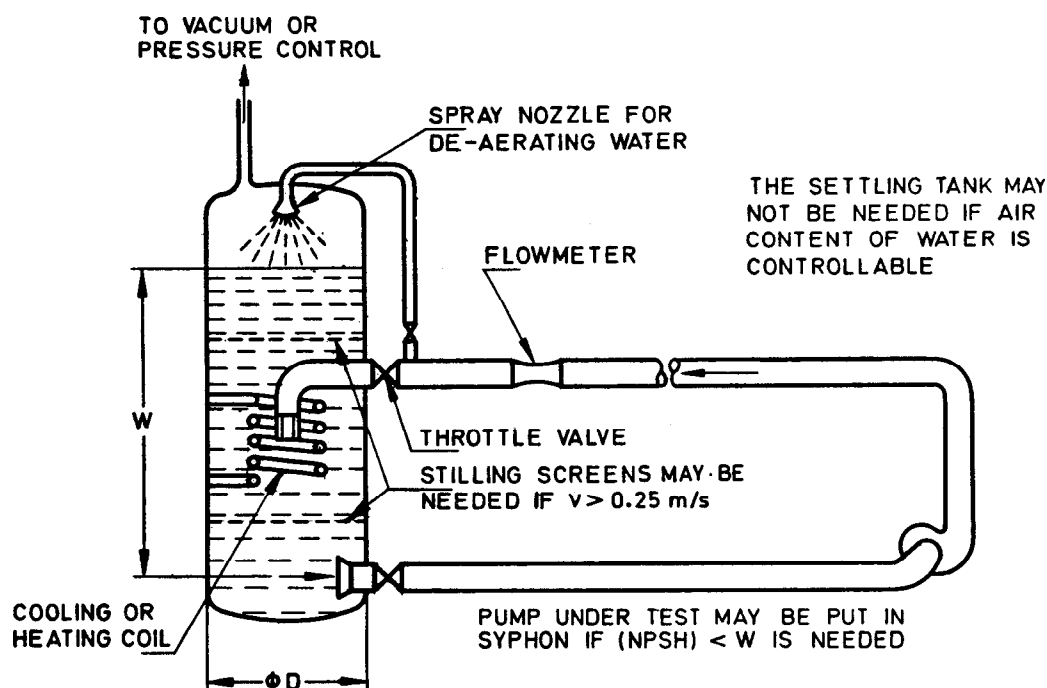 TO VACUUM OR
PRESSURE CONTROL
SPRAY NOZZLE FOR
DE-AERATING WATER
THE SETTLING TANK MAY
NOT BE NEEDED IF AIR
CONTENT OF WATER IS
CONTROLLABLE
FLOWMETER
W
THROTTLE VALVE
STILLING SCREENS MAY·BE
NEEDED IF V > 0.25 m/s
COOLING OR
HEATING COIL
PUMP UNDER TEST MAY BE PUT IN
SYPHON IF (NPSH) < W IS NEEDED
ΦD